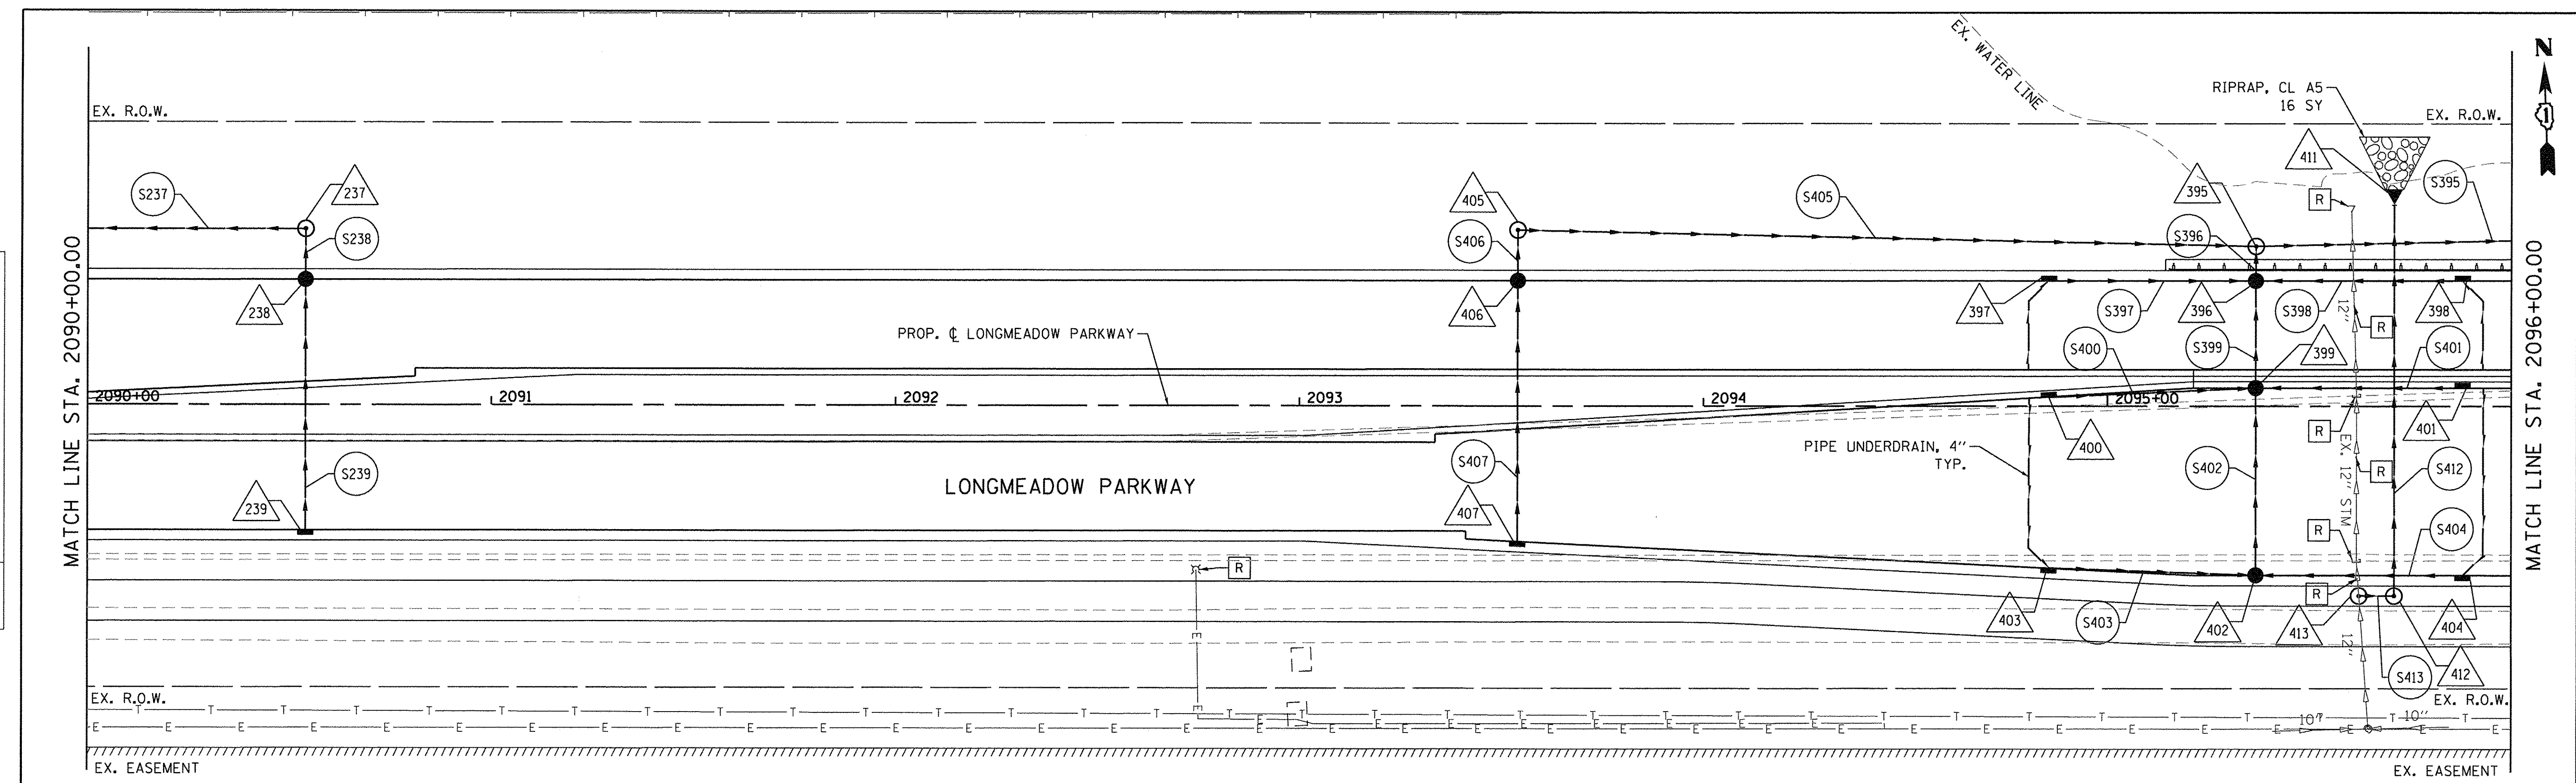 EX. WATER LINE
N
1
RIPRAP, CL A5
16 SY
EX. R.O.W.
EX. R.O.W.
S237
237
S238
405
S405
395
411
S395
R
S406
S396
MATCH LINE STA. 2090+00.00
MATCH LINE STA. 2096+00.00
238
406
397
S397
396
S398
12"
R
398
PROP. ℄ LONGMEADOW PARKWAY
S400
S399
399
S401
2090+00
2091
2092
2093
2094
2095+00
R
400
401
PIPE UNDERDRAIN, 4"
TYP.
EX. 12" STM
S239
S407
S402
R
S412
LONGMEADOW PARKWAY
239
407
R
S404
R
R
403
S403
402
413
12"
404
S413
412
EX. R.O.W.
EX. R.O.W.
T T T T T T T T T T T T T T T T T T T T T T T T T T T T T T T T
E E E E E E E E E E E E E E E E E E E E E E E E E E E E E E E E
10"
10"
EX. EASEMENT
EX. EASEMENT